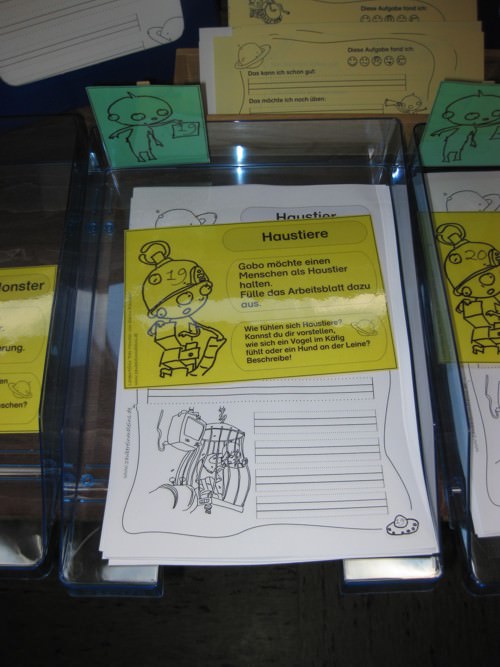 Diese Aufgabe fand ich:
Diese Aufgabe fand ich:
Das kann ich schon gut:
Das möchte ich noch üben:
19
Haustier
Haustiere
19
Gobo möchte einen
Menschen als Haustier
halten.
Fülle das Arbeitsblatt dazu
aus.
Wie fühlen sich Haustiere?
Kannst du dir vorstellen,
wie sich ein Vogel im Käfig
fühlt oder ein Hund an der Leine?
Beschreibe!
20